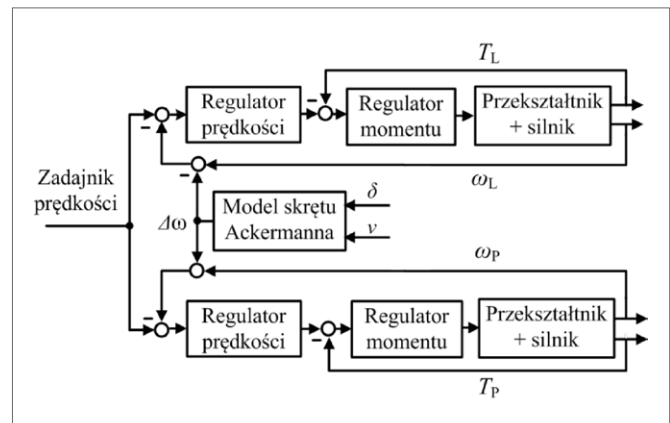 T_L
Regulator
prędkości
Regulator
momentu
Przekształtnik
+ silnik
ω_L
Zadajnik
prędkości
Δω
Model skrętu
Ackermanna
δ
v
ω_P
Regulator
prędkości
Regulator
momentu
Przekształtnik
+ silnik
T_P